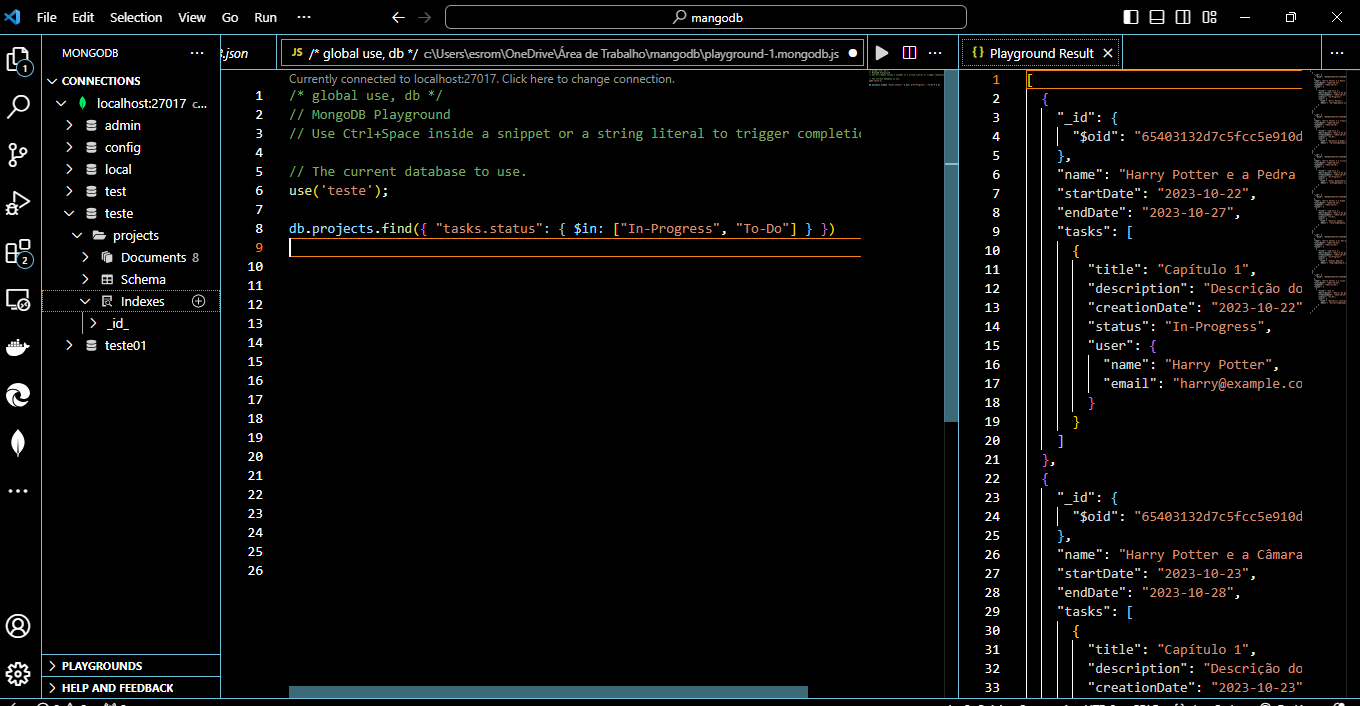 File Edit Selection View Go Run ··· mangodb
MONGODB ···
CONNECTIONS
localhost:27017 c...
admin
config
local
test
teste
projects
Documents 8
Schema
Indexes
_id_
teste01
PLAYGROUNDS
HELP AND FEEDBACK
1
2
.json
JS /* global use, db */ c:\Users\esrom\OneDrive\Área de Trabalho\mangodb\playground-1.mongodb.js
Currently connected to localhost:27017. Click here to change connection.
1 /* global use, db */
2 // MongoDB Playground
3 // Use Ctrl+Space inside a snippet or a string literal to trigger completio
4
5 // The current database to use.
6 use('teste');
7
8 db.projects.find({ "tasks.status": { $in: ["In-Progress", "To-Do"] } })
9
10
11
12
13
14
15
16
17
18
19
20
21
22
23
24
25
26
{} Playground Result
1 [
2 {
3 "_id": {
4 "$oid": "65403132d7c5fcc5e910d
5 },
6 "name": "Harry Potter e a Pedra
7 "startDate": "2023-10-22",
8 "endDate": "2023-10-27",
9 "tasks": [
10 {
11 "title": "Capítulo 1",
12 "description": "Descrição do
13 "creationDate": "2023-10-22"
14 "status": "In-Progress",
15 "user": {
16 "name": "Harry Potter",
17 "email": "harry@example.co
18 }
19 }
20 ]
21 },
22 {
23 "_id": {
24 "$oid": "65403132d7c5fcc5e910d
25 },
26 "name": "Harry Potter e a Câmara
27 "startDate": "2023-10-23",
28 "endDate": "2023-10-28",
29 "tasks": [
30 {
31 "title": "Capítulo 1",
32 "description": "Descrição do
33 "creationDate": "2023-10-23"